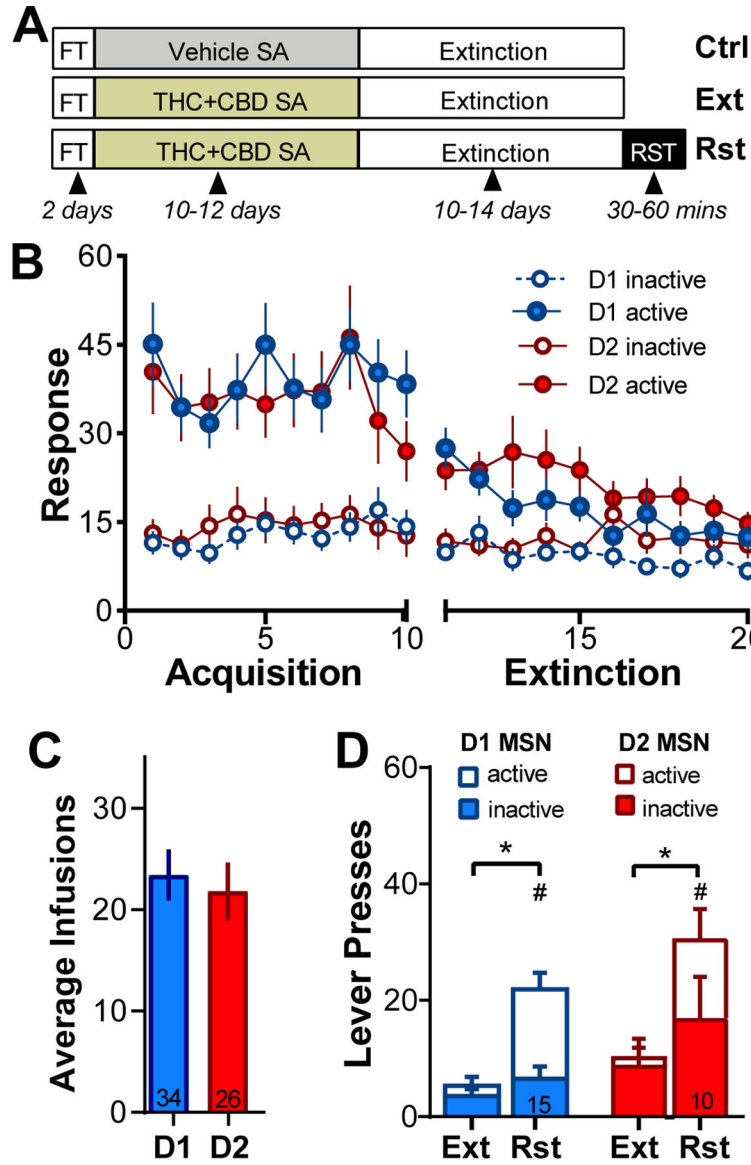 A
FT Vehicle SA Extinction Ctrl
FT THC+CBD SA Extinction Ext
FT THC+CBD SA Extinction RST Rst
2 days 10-12 days 10-14 days 30-60 mins
B
60
45
30
15
0
Response
D1 inactive
D1 active
D2 inactive
D2 active
0 5 10 15 20
Acquisition Extinction
C
30
20
10
0
Average Infusions
34 26
D1 D2
D
D1 MSN D2 MSN
active active
inactive inactive
60
40
20
0
Lever Presses
* *
# #
15 10
Ext Rst Ext Rst